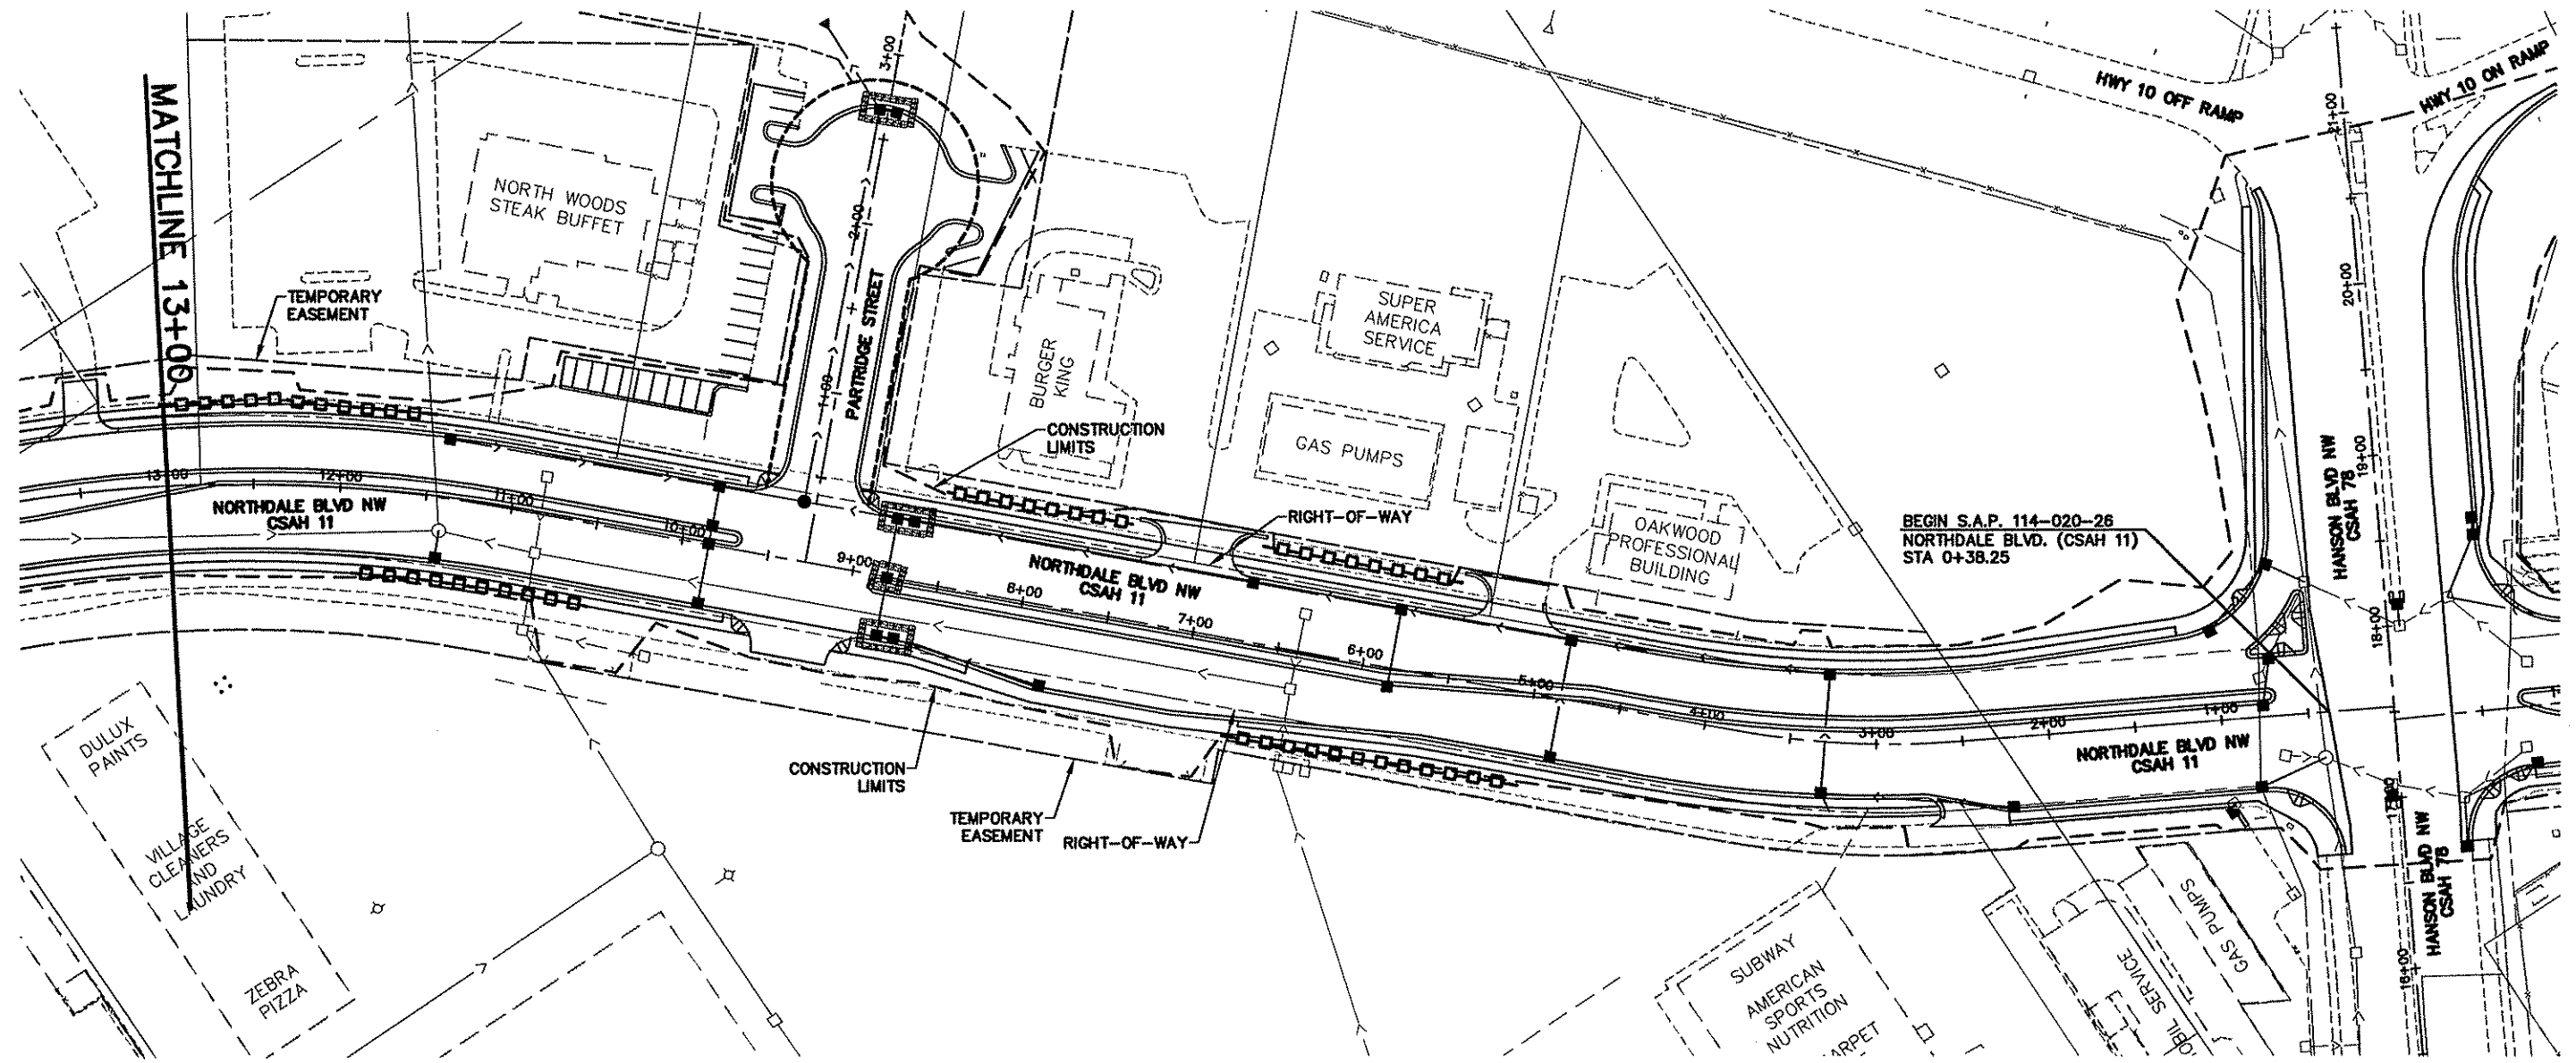 MATCHLINE 13+00
3+00
HWY 10 OFF RAMP
HWY 10 ON RAMP
21+00
NORTH WOODS
STEAK BUFFET
2+00
PARTRIDGE STREET
1+00
TEMPORARY
EASEMENT
BURGER
KING
SUPER
AMERICA
SERVICE
GAS PUMPS
CONSTRUCTION
LIMITS
20+00
19+00
HANSON BLVD NW
CSAH 78
18+00
OAKWOOD
PROFESSIONAL
BUILDING
BEGIN S.A.P. 114-020-26
NORTHDALE BLVD. (CSAH 11)
STA 0+38.25
RIGHT-OF-WAY
13+00
12+00
11+00
10+00
NORTHDALE BLVD NW
CSAH 11
9+00
8+00
7+00
6+00
5+00
4+00
3+00
2+00
1+00
NORTHDALE BLVD NW
CSAH 11
NORTHDALE BLVD NW
CSAH 11
CONSTRUCTION
LIMITS
TEMPORARY
EASEMENT
RIGHT-OF-WAY
DULUX
PAINTS
VILLAGE
CLEANERS
AND
LAUNDRY
ZEBRA
PIZZA
SUBWAY
AMERICAN
SPORTS
NUTRITION
ARPET
OBIL SERVICE
GAS PUMPS
17+00
HANSON BLVD NW
CSAH 78
16+00